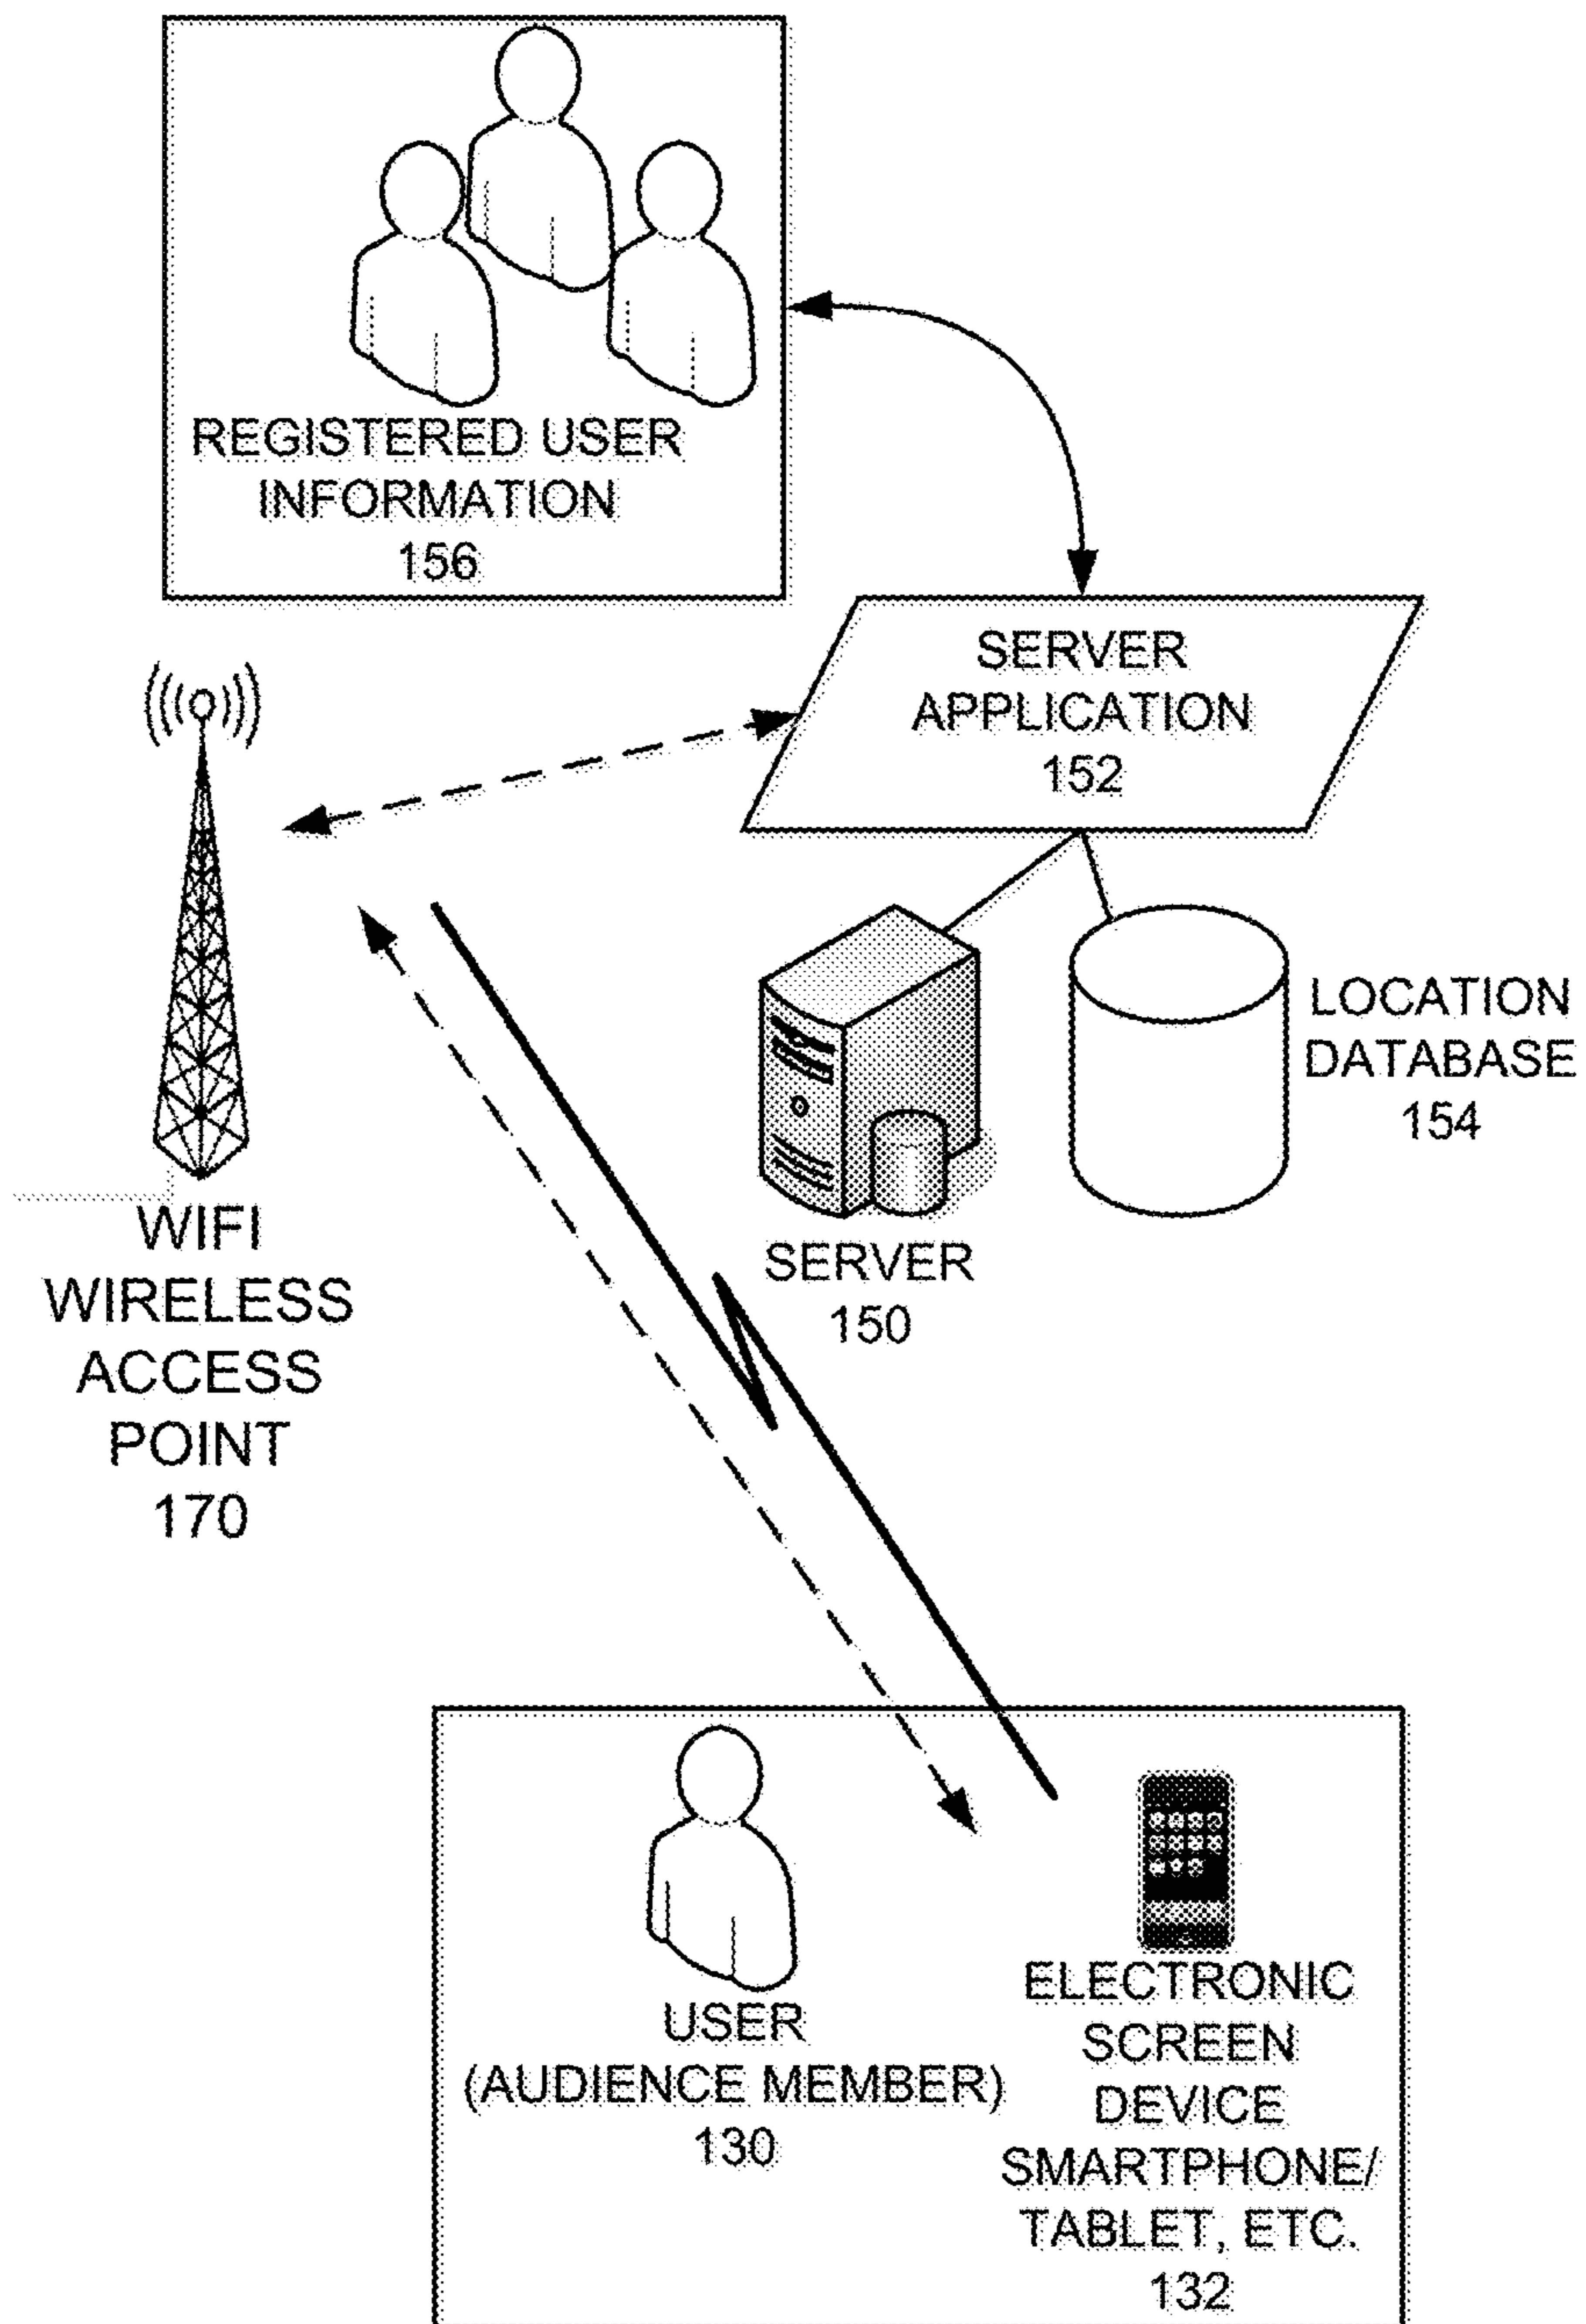 REGISTERED USER
INFORMATION
156
SERVER
APPLICATION
152
LOCATION
DATABASE
154
WIFI
WIRELESS
ACCESS
POINT
170
SERVER
150
USER
(AUDIENCE MEMBER)
130
ELECTRONIC
SCREEN
DEVICE
SMARTPHONE/
TABLET, ETC.
132